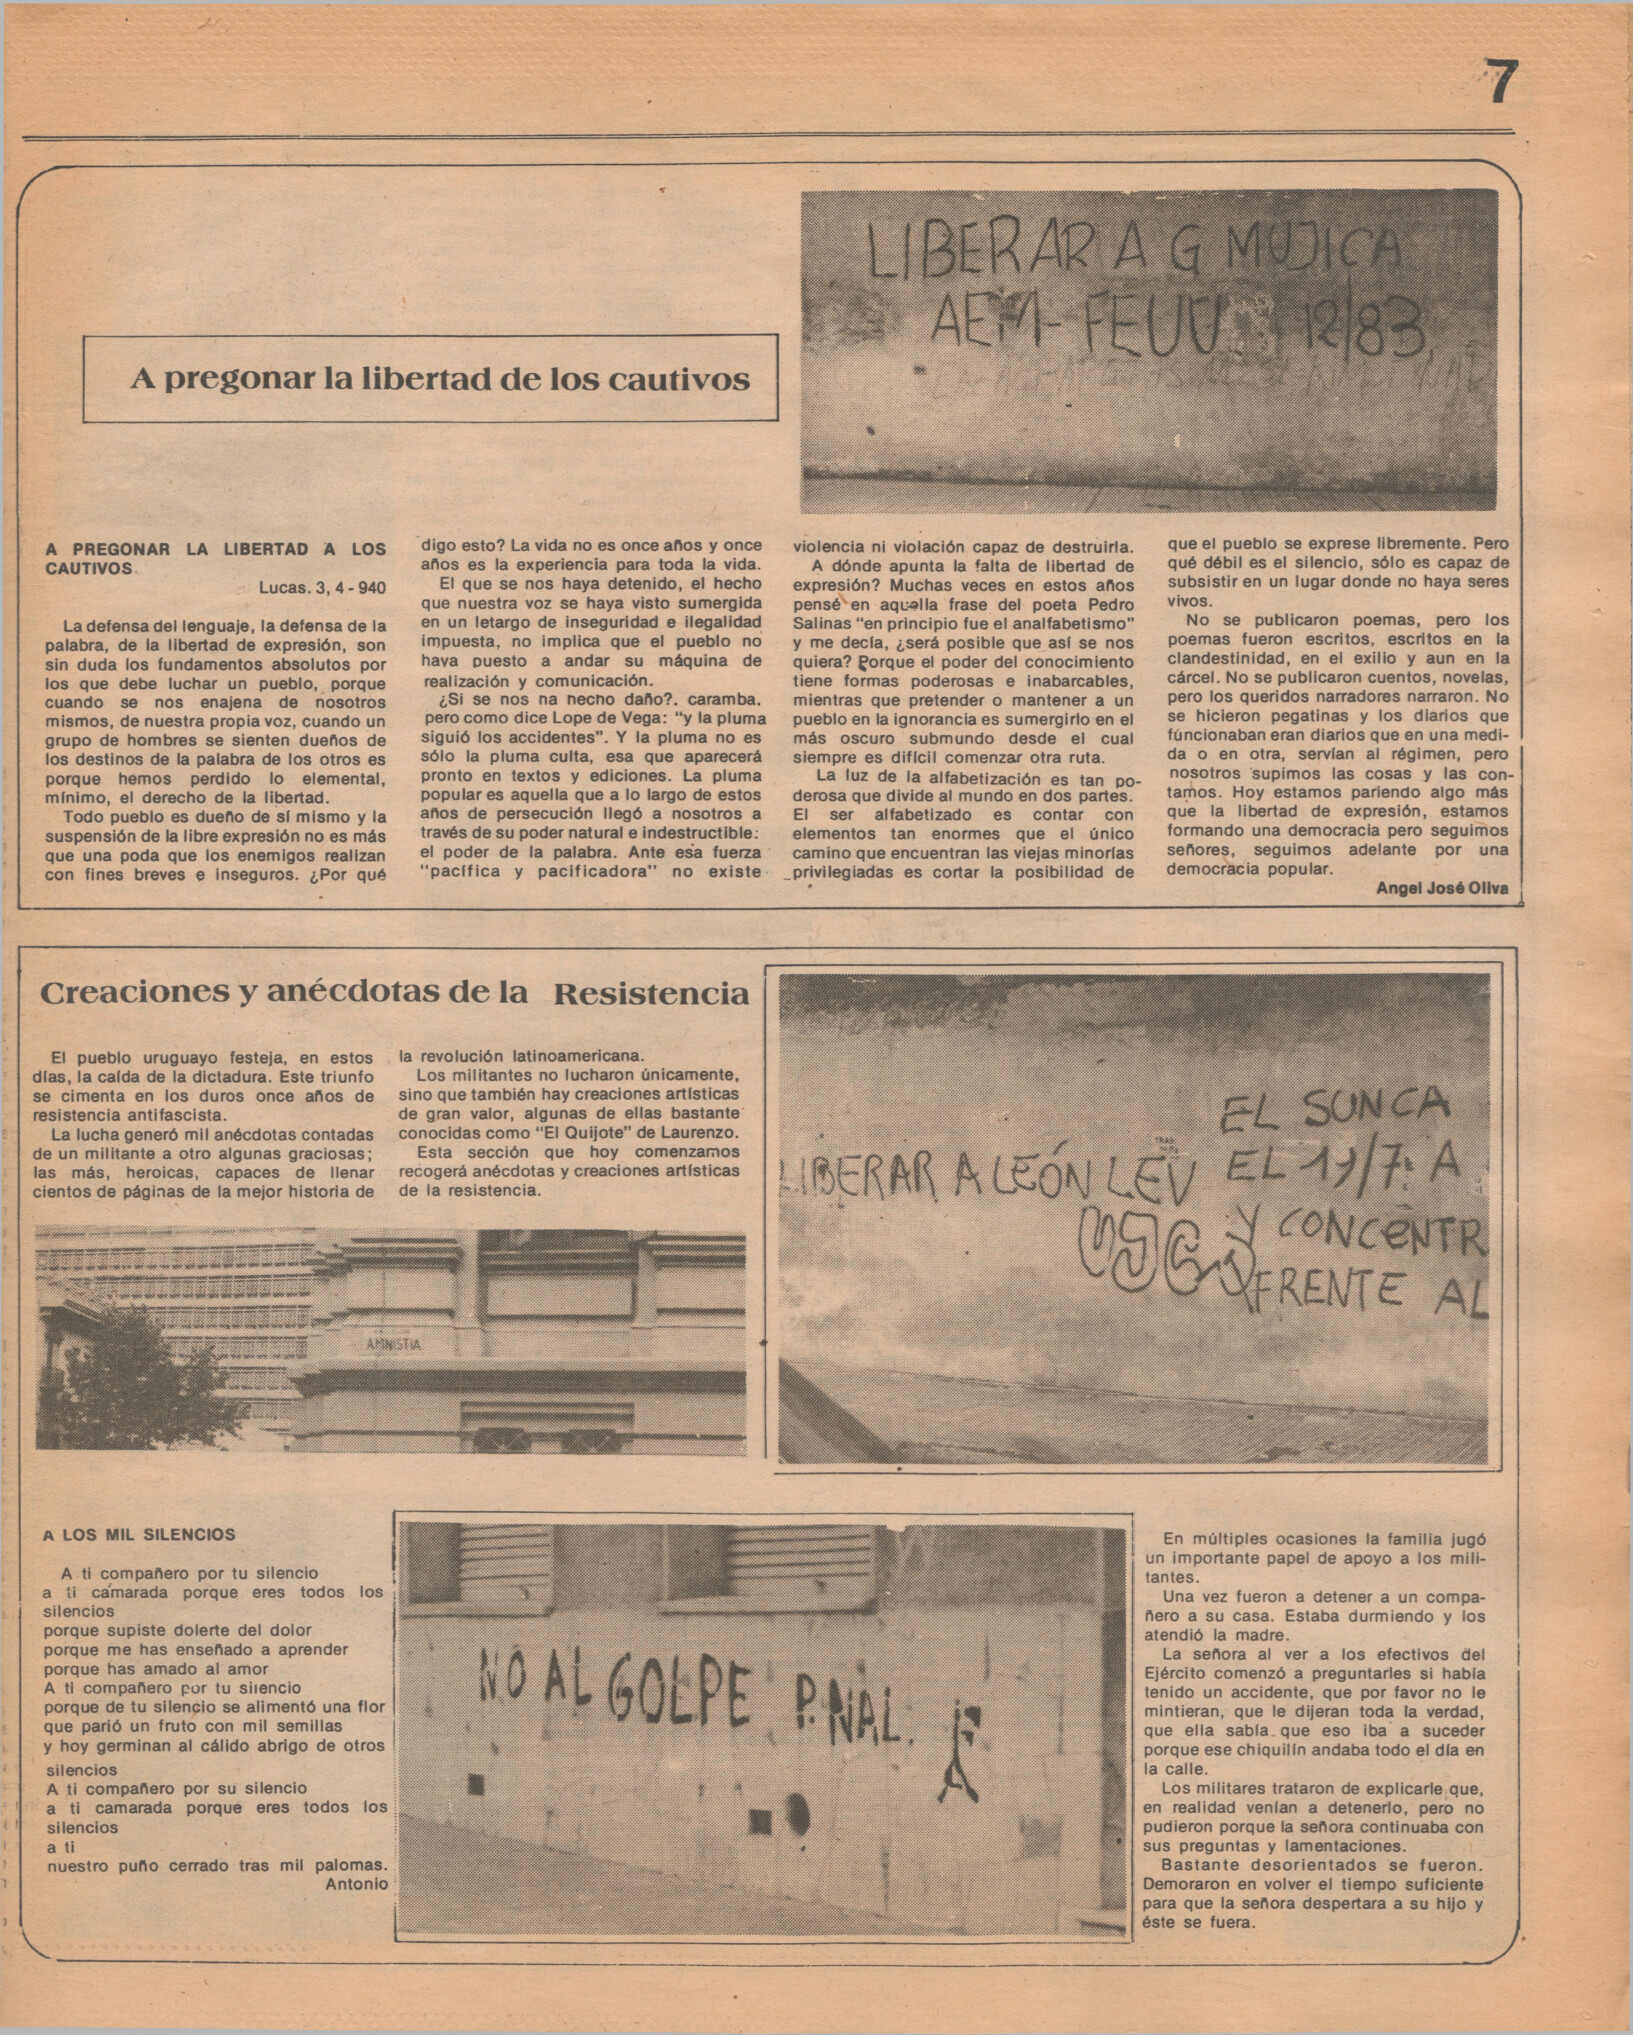 7
A pregonar la libertad de los cautivos
LIBERAR A G MUJICA
AEM- FEUU 12/83
A PREGONAR LA LIBERTAD A LOS
CAUTIVOS
Lucas. 3, 4 - 940
La defensa del lenguaje, la defensa de la
palabra, de la libertad de expresión, son
sin duda los fundamentos absolutos por
los que debe luchar un pueblo, porque
cuando se nos enajena de nosotros
mismos, de nuestra propia voz, cuando un
grupo de hombres se sienten dueños de
los destinos de la palabra de los otros es
porque hemos perdido lo elemental,
mínimo, el derecho de la libertad.
Todo pueblo es dueño de sí mismo y la
suspensión de la libre expresión no es más
que una poda que los enemigos realizan
con fines breves e inseguros. ¿Por qué
digo esto? La vida no es once años y once
años es la experiencia para toda la vida.
El que se nos haya detenido, el hecho
que nuestra voz se haya visto sumergida
en un letargo de inseguridad e ilegalidad
impuesta, no implica que el pueblo no
haya puesto a andar su máquina de
realización y comunicación.
¿Si se nos na necno daño?. caramba.
pero como dice Lope de Vega: "y la pluma
siguió los accidentes". Y la pluma no es
sólo la pluma culta, esa que aparecerá
pronto en textos y ediciones. La pluma
popular es aquella que a lo largo de estos
años de persecución llegó a nosotros a
través de su poder natural e indestructible:
el poder de la palabra. Ante esa fuerza
"pacífica y pacificadora" no existe
violencia ni violación capaz de destruirla.
A dónde apunta la falta de libertad de
expresión? Muchas veces en estos años
pensé en aquella frase del poeta Pedro
Salinas "en principio fue el analfabetismo"
y me decía, ¿será posible que así se nos
quiera? Porque el poder del conocimiento
tiene formas poderosas e inabarcables,
mientras que pretender o mantener a un
pueblo en la ignorancia es sumergirlo en el
más oscuro submundo desde el cual
siempre es difícil comenzar otra ruta.
La luz de la alfabetización es tan po-
derosa que divide al mundo en dos partes.
El ser alfabetizado es contar con
elementos tan enormes que el único
camino que encuentran las viejas minorías
privilegiadas es cortar la posibilidad de
que el pueblo se exprese libremente. Pero
qué débil es el silencio, sólo es capaz de
subsistir en un lugar donde no haya seres
vivos.
No se publicaron poemas, pero los
poemas fueron escritos, escritos en la
clandestinidad, en el exilio y aun en la
cárcel. No se publicaron cuentos, novelas,
pero los queridos narradores narraron. No
se hicieron pegatinas y los diarios que
funcionaban eran diarios que en una medi-
da o en otra, servían al régimen, pero
nosotros supimos las cosas y las con-
tamos. Hoy estamos pariendo algo más
que la libertad de expresión, estamos
formando una democracia pero seguimos
señores, seguimos adelante por una
democracia popular.
Angel José Oliva
Creaciones y anécdotas de la Resistencia
El pueblo uruguayo festeja, en estos
días, la caída de la dictadura. Este triunfo
se cimenta en los duros once años de
resistencia antifascista.
La lucha generó mil anécdotas contadas
de un militante a otro algunas graciosas;
las más, heroicas, capaces de llenar
cientos de páginas de la mejor historia de
la revolución latinoamericana.
Los militantes no lucharon únicamente,
sino que también hay creaciones artísticas
de gran valor, algunas de ellas bastante
conocidas como "El Quijote" de Laurenzo.
Esta sección que hoy comenzamos
recogerá anécdotas y creaciones artísticas
de la resistencia.
AMNISTIA
LIBERAR A LEÓN LEV
UJC
EL SUNCA
EL 19/7: A
Y CONCENTR
FRENTE AL
A LOS MIL SILENCIOS
A ti compañero por tu silencio
a ti camarada porque eres todos los
silencios
porque supiste dolerte del dolor
porque me has enseñado a aprender
porque has amado al amor
A ti compañero por tu silencio
porque de tu silencio se alimentó una flor
que parió un fruto con mil semillas
y hoy germinan al cálido abrigo de otros
silencios
A ti compañero por su silencio
a ti camarada porque eres todos los
silencios
a ti
nuestro puño cerrado tras mil palomas.
Antonio
NO AL GOLPE P.NAL.
En múltiples ocasiones la familia jugó
un importante papel de apoyo a los mili-
tantes.
Una vez fueron a detener a un compa-
ñero a su casa. Estaba durmiendo y los
atendió la madre.
La señora al ver a los efectivos del
Ejército comenzó a preguntarles si había
tenido un accidente, que por favor no le
mintieran, que le dijeran toda la verdad,
que ella sabía que eso iba a suceder
porque ese chiquilín andaba todo el día en
la calle.
Los militares trataron de explicarle que,
en realidad venían a detenerlo, pero no
pudieron porque la señora continuaba con
sus preguntas y lamentaciones.
Bastante desorientados se fueron.
Demoraron en volver el tiempo suficiente
para que la señora despertara a su hijo y
éste se fuera.